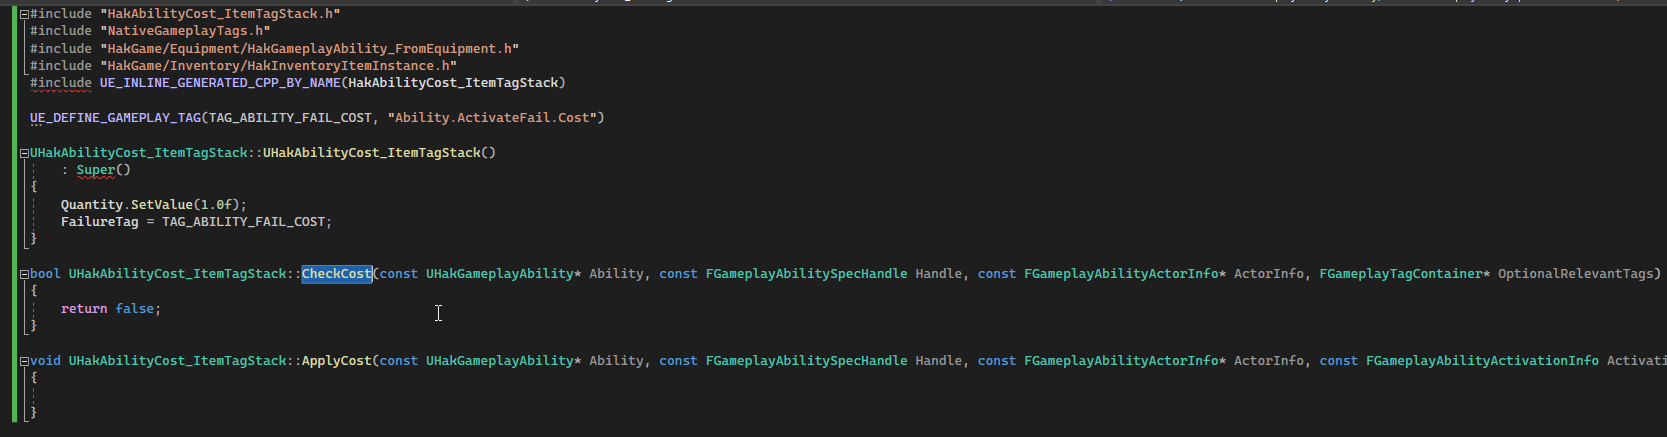 #include "HakAbilityCost_ItemTagStack.h"
#include "NativeGameplayTags.h"
#include "HakGame/Equipment/HakGameplayAbility_FromEquipment.h"
#include "HakGame/Inventory/HakInventoryItemInstance.h"
#include UE_INLINE_GENERATED_CPP_BY_NAME(HakAbilityCost_ItemTagStack)
UE_DEFINE_GAMEPLAY_TAG(TAG_ABILITY_FAIL_COST, "Ability.ActivateFail.Cost")
UHakAbilityCost_ItemTagStack::UHakAbilityCost_ItemTagStack()
: Super()
{
Quantity.SetValue(1.0f);
FailureTag = TAG_ABILITY_FAIL_COST;
}
bool UHakAbilityCost_ItemTagStack::CheckCost(const UHakGameplayAbility* Ability, const FGameplayAbilitySpecHandle Handle, const FGameplayAbilityActorInfo* ActorInfo, FGameplayTagContainer* OptionalRelevantTags)
{
return false;
}
void UHakAbilityCost_ItemTagStack::ApplyCost(const UHakGameplayAbility* Ability, const FGameplayAbilitySpecHandle Handle, const FGameplayAbilityActorInfo* ActorInfo, const FGameplayAbilityActivationInfo Activati
{
}